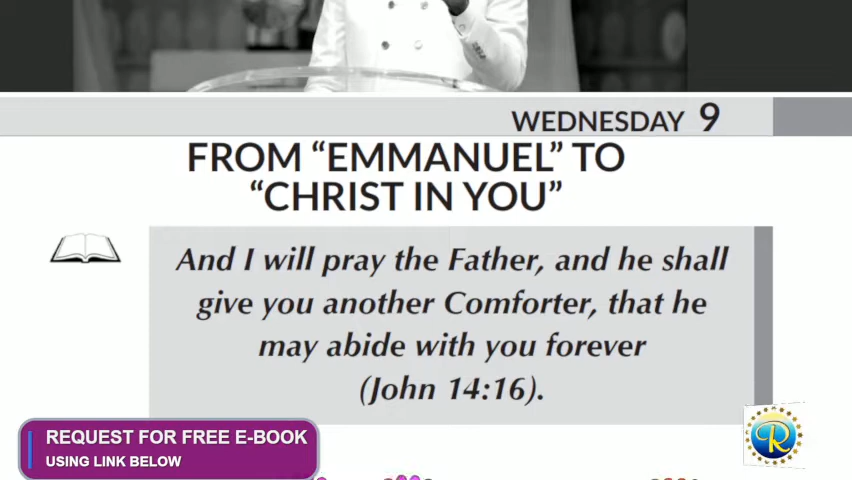 WEDNESDAY 9
FROM “EMMANUEL” TO
“CHRIST IN YOU”
And I will pray the Father, and he shall
give you another Comforter, that he
may abide with you forever
(John 14:16).
REQUEST FOR FREE E-BOOK
USING LINK BELOW
R